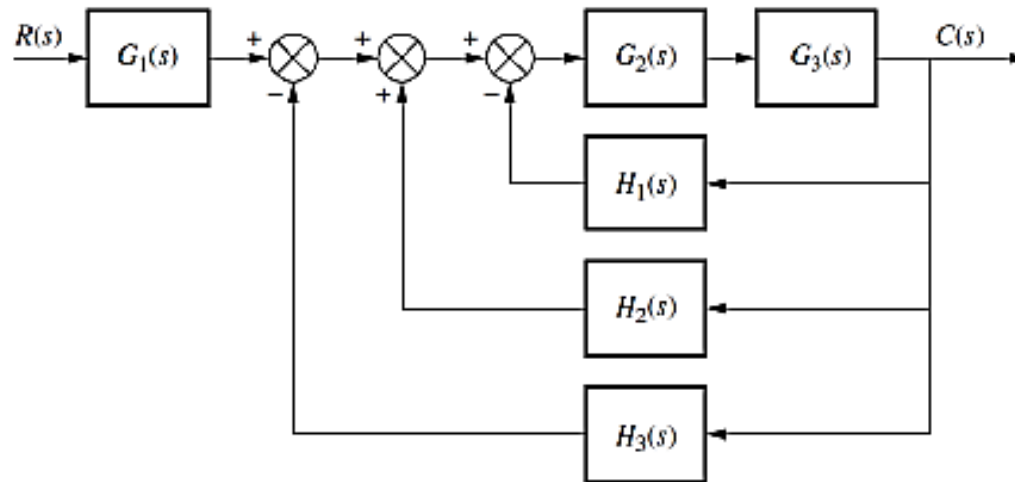 R(s) G₁(s) + + + G₂(s) G₃(s) C(s)
− + −
H₁(s)
H₂(s)
H₃(s)